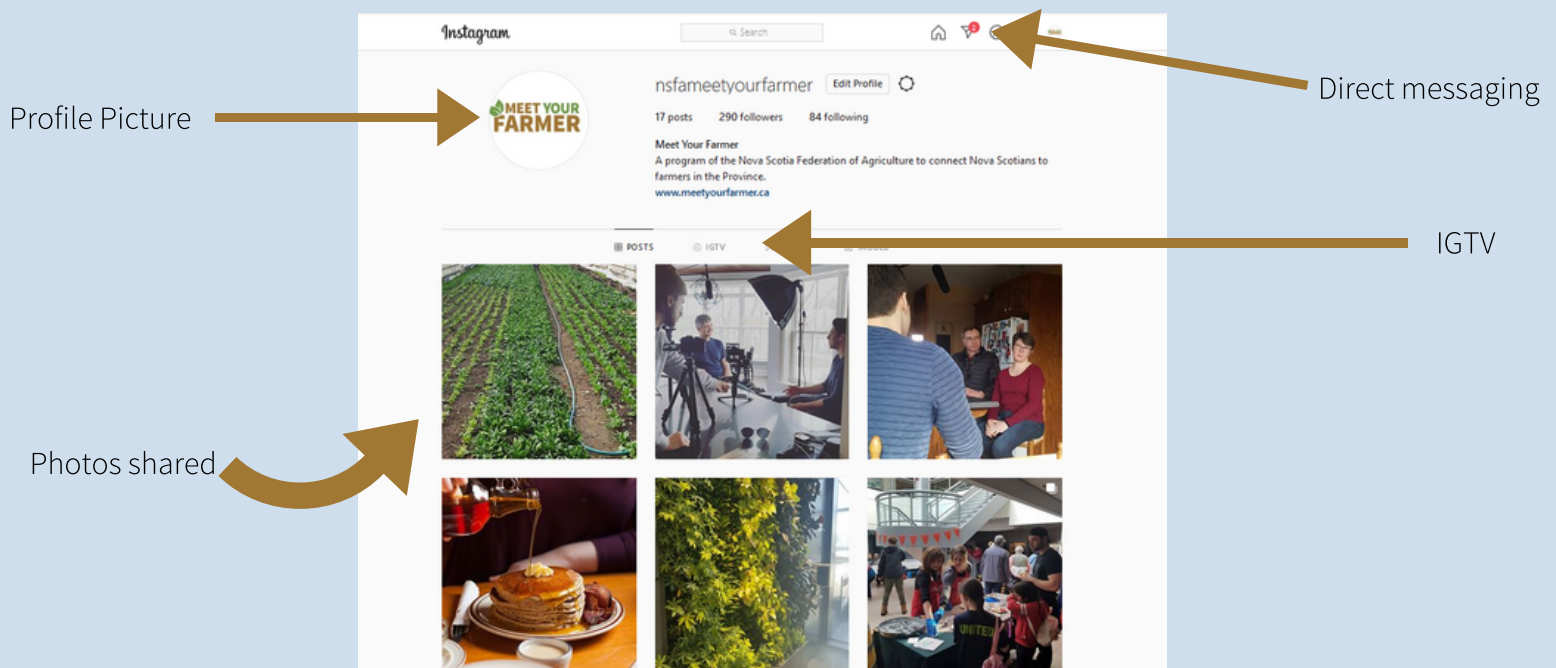 Instagram
Search
2
Direct messaging
nsfameetyourfarmer Edit Profile
Profile Picture
MEET YOUR
FARMER
17 posts 290 followers 84 following
Meet Your Farmer
A program of the Nova Scotia Federation of Agriculture to connect Nova Scotians to
farmers in the Province.
www.meetyourfarmer.ca
IGTV
POSTS IGTV
Photos shared
UNITED